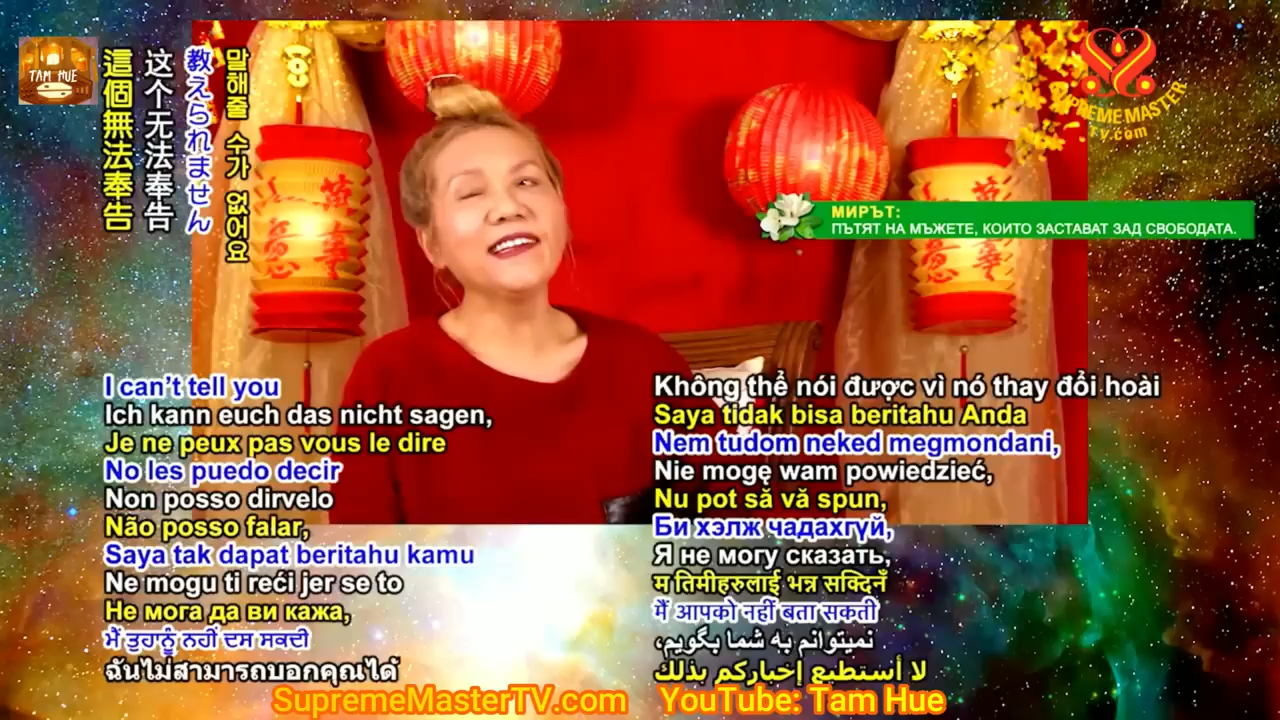 TAM HUE
這個無法奉告
这个无法奉告
教えられません
말해줄 수가 없어요
SUPREME MASTER
TV.com
МИРЪТ:
ПЪТЯТ НА МЪЖЕТЕ, КОИТО ЗАСТАВАТ ЗАД СВОБОДАТА.
I can't tell you
Ich kann euch das nicht sagen,
Je ne peux pas vous le dire
No les puedo decir
Non posso dirvelo
Não posso falar,
Saya tak dapat beritahu kamu
Ne mogu ti reći jer se to
Не мога да ви кажа,
ਮੈਂ ਤੁਹਾਨੂੰ ਨਹੀਂ ਦਸ ਸਕਦੀ
ฉันไม่สามารถบอกคุณได้
Không thể nói được vì nó thay đổi hoài
Saya tidak bisa beritahu Anda
Nem tudom neked megmondani,
Nie mogę wam powiedzieć,
Nu pot să vă spun,
Би хэлж чадахгүй,
Я не могу сказать,
म तिमीहरुलाई भन्न सक्दिनँ
मैं आपको नहीं बता सकती
نمیتوانم به شما بگویم،
لا أستطيع إخباركم بذلك
SupremeMasterTV.com YouTube: Tam Hue